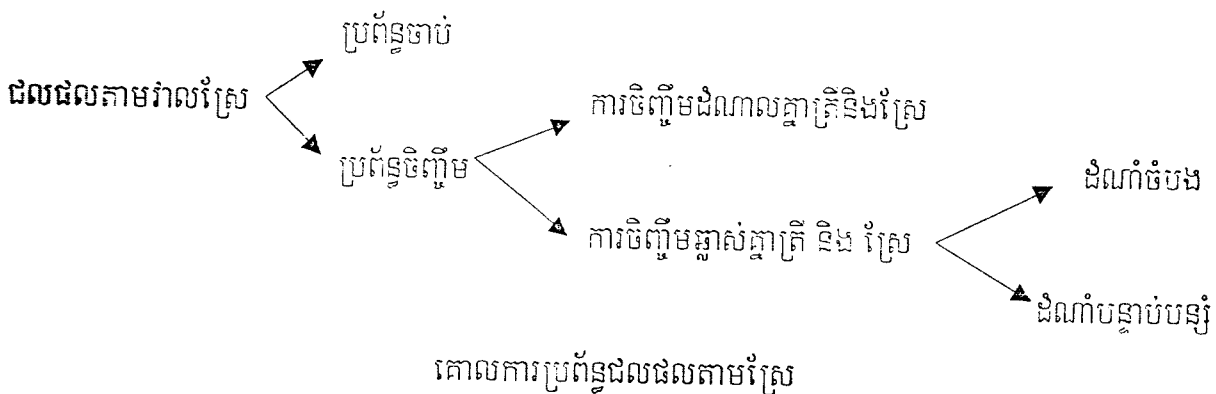 ប្រព័ន្ធចាប់
ជលផលតាមវាលស្រែ
ការចិញ្ចឹមដំណាលគ្នាត្រីនិងស្រែ
ប្រព័ន្ធចិញ្ចឹម
ដំណាំចំបង
ការចិញ្ចឹមឆ្លាស់គ្នាត្រី និង ស្រែ
ដំណាំបន្ទាប់បន្សំ
គោលការប្រព័ន្ធជលផលតាមស្រែ